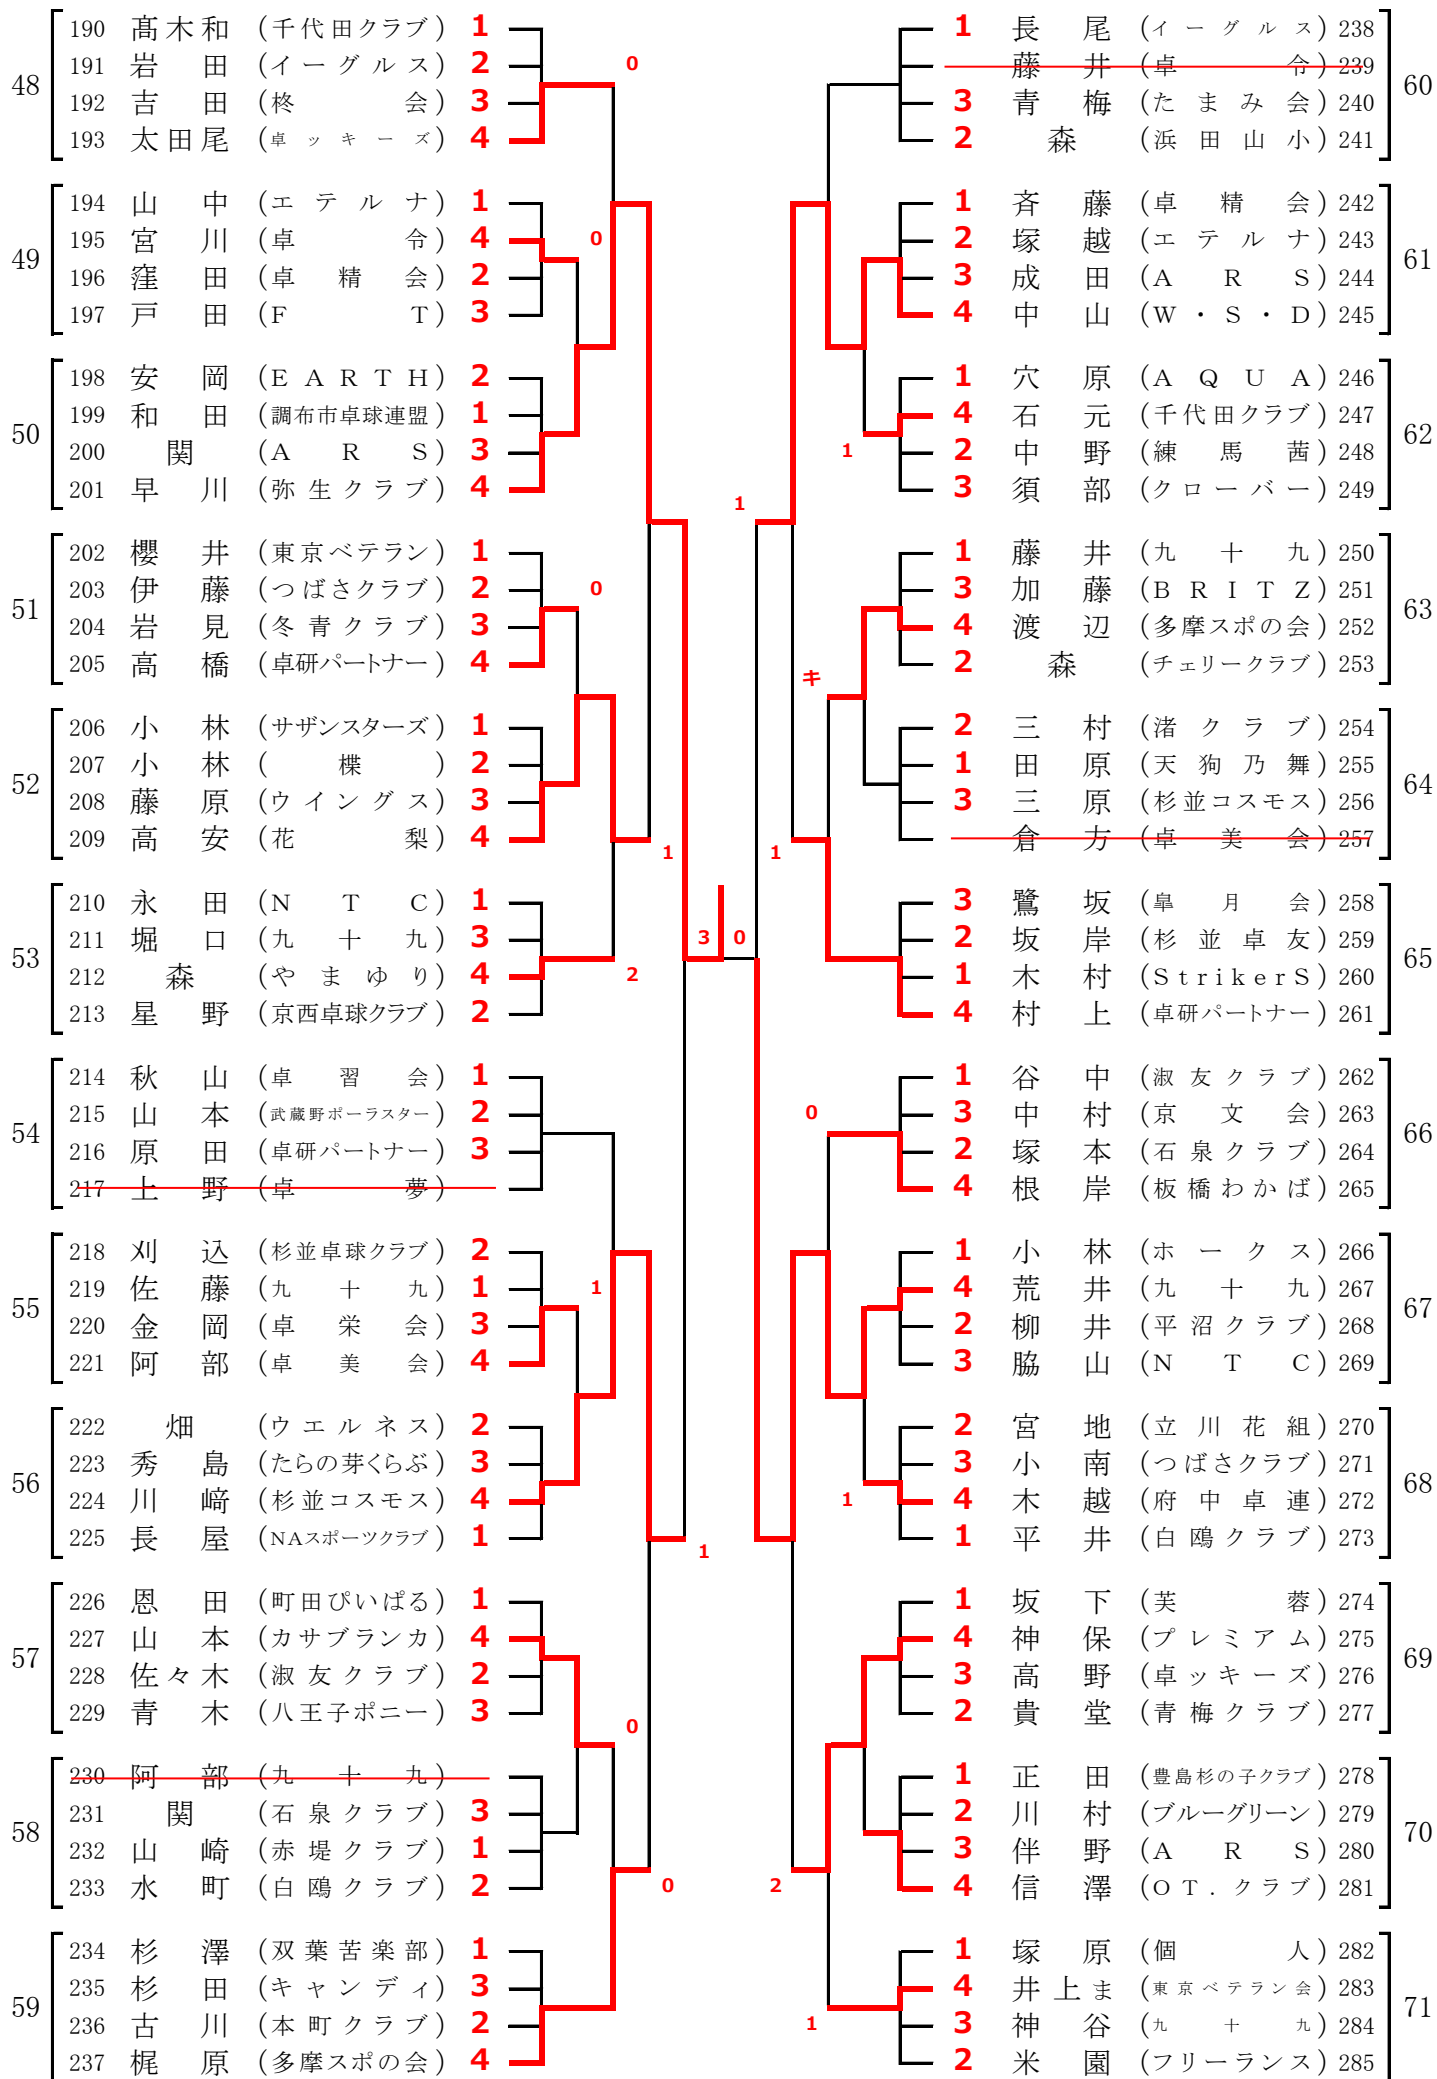 48
190 髙木和 (千代田クラブ) 1
191 岩田 (イーグルス) 2
192 吉田 (柊会) 3
193 太田尾 (卓ッキーズ) 4
49
194 山中 (エテルナ) 1
195 宮川 (卓令) 4
196 窪田 (卓精会) 2
197 戸田 (FT) 3
50
198 安岡 (EARTH) 2
199 和田 (調布市卓球連盟) 1
200 関 (ARS) 3
201 早川 (弥生クラブ) 4
51
202 櫻井 (東京ベテラン) 1
203 伊藤 (つばさクラブ) 2
204 岩見 (冬青クラブ) 3
205 高橋 (卓研パートナー) 4
52
206 小林 (サザンスターズ) 1
207 小林 (楪) 2
208 藤原 (ウイングス) 3
209 高安 (花梨) 4
53
210 永田 (NTC) 1
211 堀口 (九十九) 3
212 森 (やまゆり) 4
213 星野 (京西卓球クラブ) 2
54
214 秋山 (卓習会) 1
215 山本 (武蔵野ポーラスター) 2
216 原田 (卓研パートナー) 3
217 上野 (卓夢)
55
218 刈込 (杉並卓球クラブ) 2
219 佐藤 (九十九) 1
220 金岡 (卓栄会) 3
221 阿部 (卓美会) 4
56
222 畑 (ウエルネス) 2
223 秀島 (たらの芽くらぶ) 3
224 川﨑 (杉並コスモス) 4
225 長屋 (NAスポーツクラブ) 1
57
226 恩田 (町田ぴいぱる) 1
227 山本 (カサブランカ) 4
228 佐々木 (淑友クラブ) 2
229 青木 (八王子ポニー) 3
58
230 阿部 (九十九)
231 関 (石泉クラブ) 3
232 山崎 (赤堤クラブ) 1
233 水町 (白鴎クラブ) 2
59
234 杉澤 (双葉苦楽部) 1
235 杉田 (キャンディ) 3
236 古川 (本町クラブ) 2
237 梶原 (多摩スポの会) 4
0
0
0
1
2
1
1
0
0
3 0
1
1
キ
1
0
1
2
1
1 長尾 (イーグルス) 238
藤井 (卓令) 239
3 青梅 (たまみ会) 240
2 森 (浜田山小) 241
60
1 斉藤 (卓精会) 242
2 塚越 (エテルナ) 243
3 成田 (ARS) 244
4 中山 (W・S・D) 245
61
1 穴原 (AQUA) 246
4 石元 (千代田クラブ) 247
2 中野 (練馬茜) 248
3 須部 (クローバー) 249
62
1 藤井 (九十九) 250
3 加藤 (BRITZ) 251
4 渡辺 (多摩スポの会) 252
2 森 (チェリークラブ) 253
63
2 三村 (渚クラブ) 254
1 田原 (天狗乃舞) 255
3 三原 (杉並コスモス) 256
倉方 (卓美会) 257
64
3 鷺坂 (皐月会) 258
2 坂岸 (杉並卓友) 259
1 木村 (StrikerS) 260
4 村上 (卓研パートナー) 261
65
1 谷中 (淑友クラブ) 262
3 中村 (京文会) 263
2 塚本 (石泉クラブ) 264
4 根岸 (板橋わかば) 265
66
1 小林 (ホークス) 266
4 荒井 (九十九) 267
2 柳井 (平沼クラブ) 268
3 脇山 (NTC) 269
67
2 宮地 (立川花組) 270
3 小南 (つばさクラブ) 271
4 木越 (府中卓連) 272
1 平井 (白鴎クラブ) 273
68
1 坂下 (芙蓉) 274
4 神保 (プレミアム) 275
3 高野 (卓ッキーズ) 276
2 貴堂 (青梅クラブ) 277
69
1 正田 (豊島杉の子クラブ) 278
2 川村 (ブルーグリーン) 279
3 伴野 (ARS) 280
4 信澤 (OT.クラブ) 281
70
1 塚原 (個人) 282
4 井上ま (東京ベテラン会) 283
3 神谷 (九十九) 284
2 米園 (フリーランス) 285
71